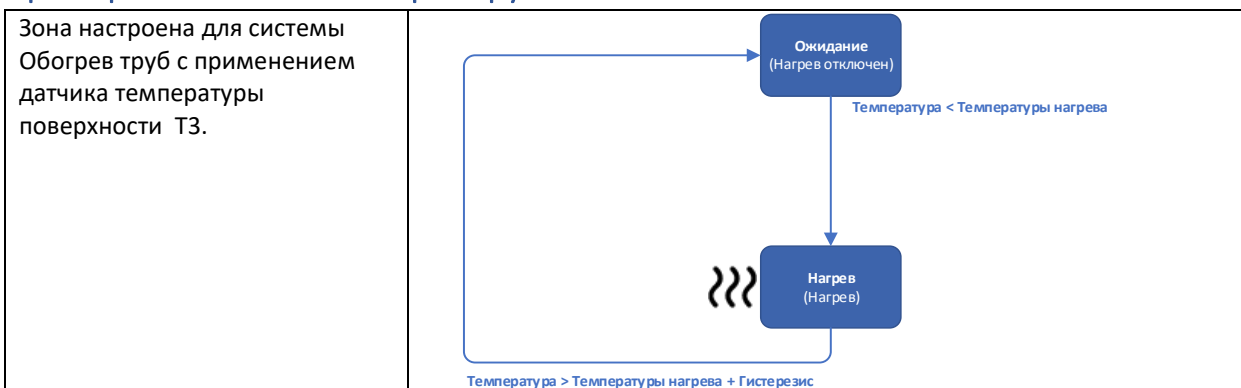 Зона настроена для системы
Обогрев труб с применением
датчика температуры
поверхности Т3.
Ожидание
(Нагрев отключен)
Температура < Температуры нагрева
Нагрев
(Нагрев)
Температура > Температуры нагрева + Гистерезис